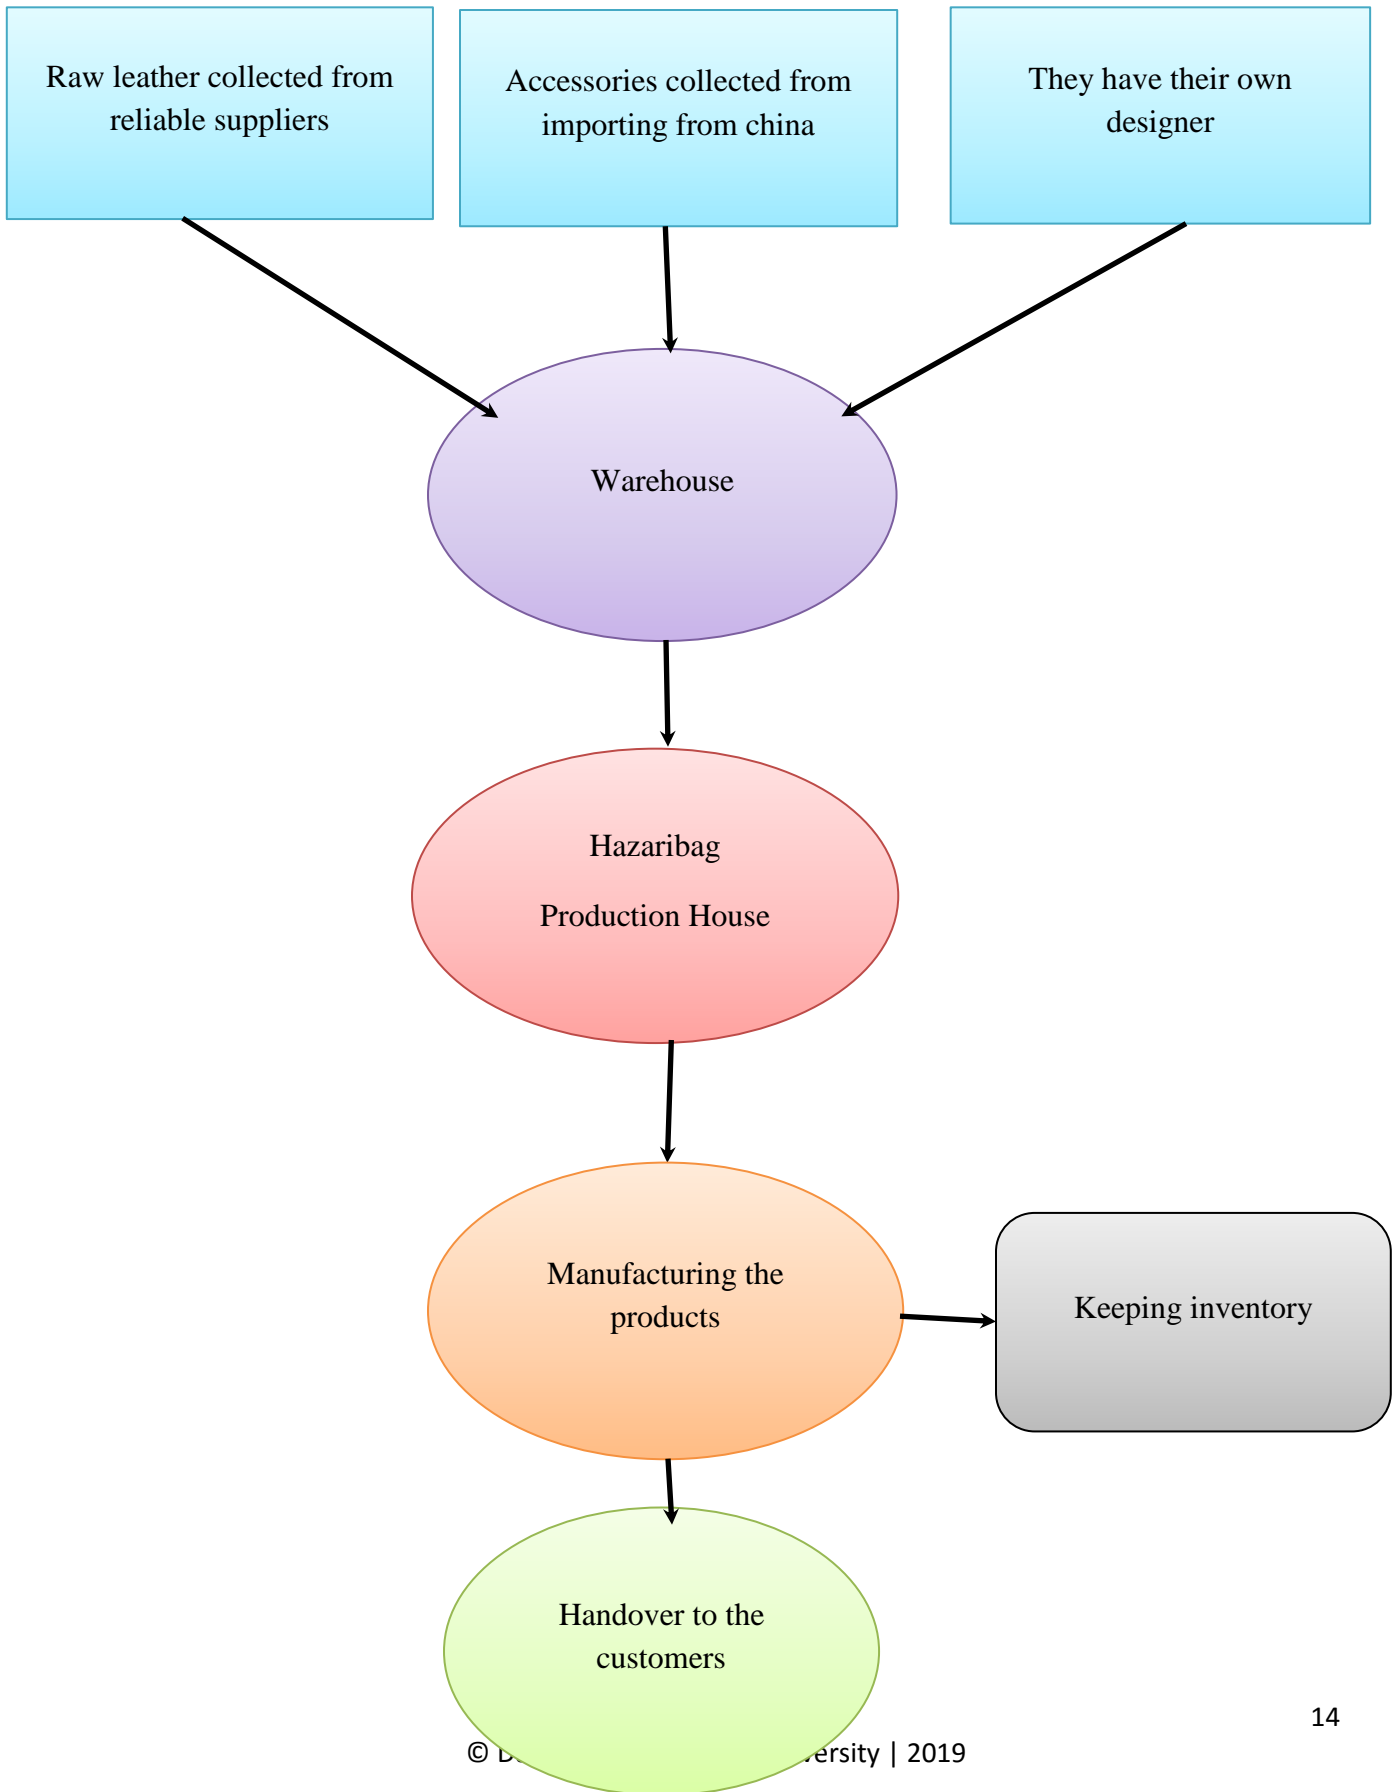 Raw leather collected from
reliable suppliers
Accessories collected from
importing from china
They have their own
designer
Warehouse
Hazaribag
Production House
Manufacturing the
products
Keeping inventory
Handover to the
customers
14
© | 2019